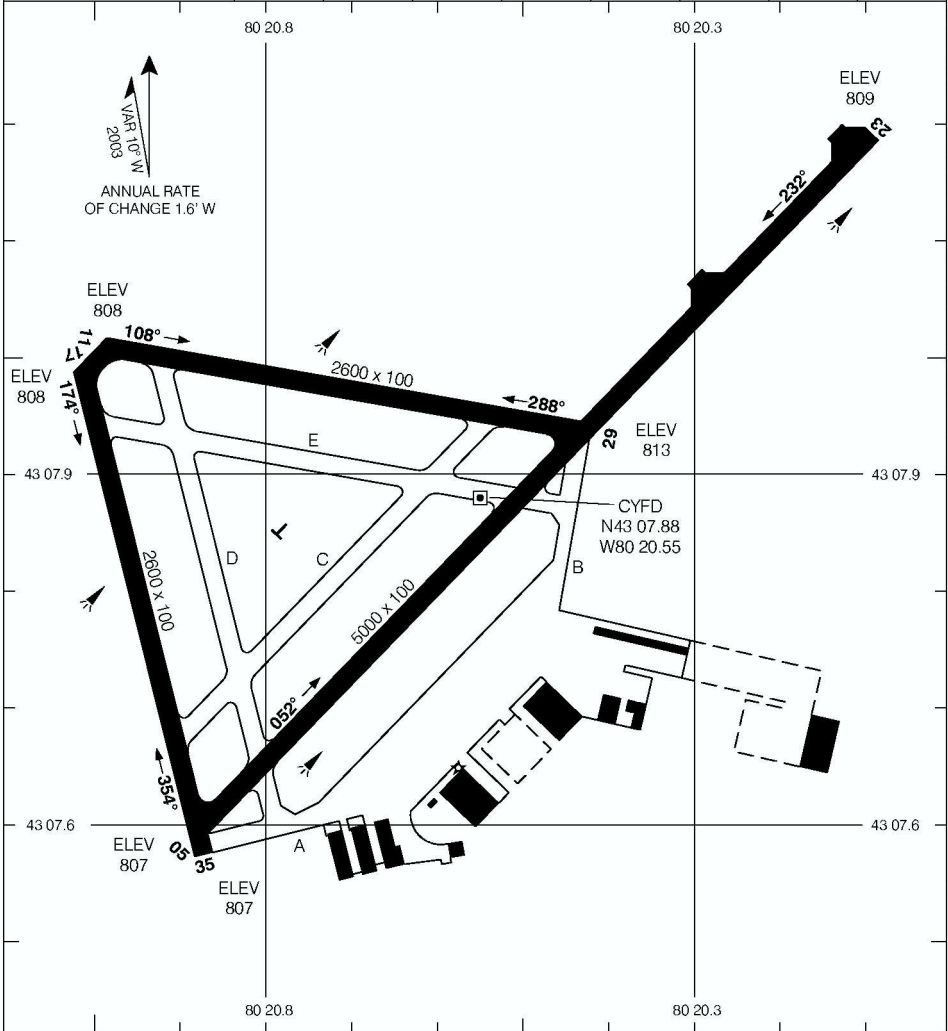 80 20.8
80 20.3
ELEV
809
23
VAR 10° W
2003
ANNUAL RATE
OF CHANGE 1.6' W
232°
ELEV
808
11
17
108°
2600 x 100
288°
ELEV
808
174°
29
ELEV
813
E
43 07.9
43 07.9
CYFD
N43 07.88
W80 20.55
D
C
B
2600 x 100
5000 x 100
052°
354°
43 07.6
43 07.6
ELEV
807
05
35
A
ELEV
807
80 20.8
80 20.3